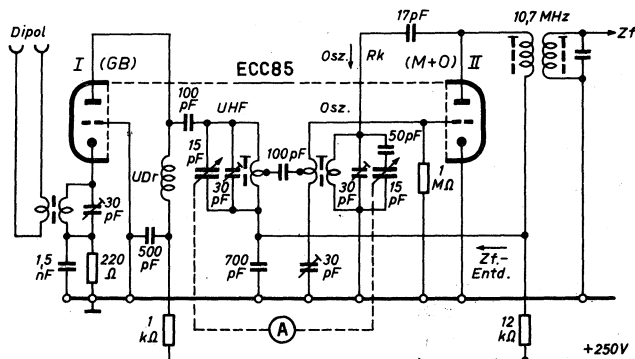 Dipol
I (GB)
ECC85
17pF
Osz.
Rk
(M+O) II
10,7 MHz
Zf
100 pF
UHF
Osz.
15 pF
30 pF
100pF
50pF
30 pF
15 pF
1 MΩ
UDr
30 pF
500 pF
700 pF
30 pF
Zf.- Entd.
1,5 nF
220 Ω
1 kΩ
A
12 kΩ
+250V